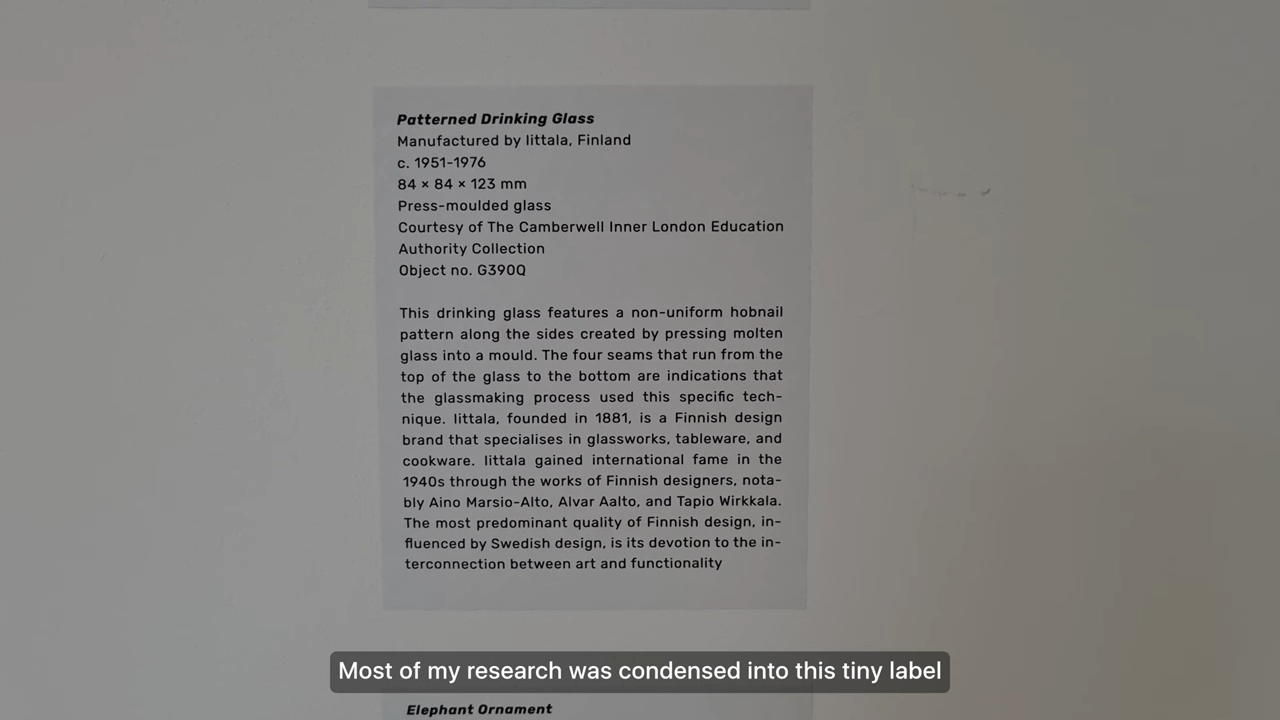 Patterned Drinking Glass
Manufactured by Iittala, Finland
c. 1951-1976
84 × 84 × 123 mm
Press-moulded glass
Courtesy of The Camberwell Inner London Education
Authority Collection
Object no. G390Q
This drinking glass features a non-uniform hobnail
pattern along the sides created by pressing molten
glass into a mould. The four seams that run from the
top of the glass to the bottom are indications that
the glassmaking process used this specific tech-
nique. Iittala, founded in 1881, is a Finnish design
brand that specialises in glassworks, tableware, and
cookware. Iittala gained international fame in the
1940s through the works of Finnish designers, nota-
bly Aino Marsio-Alto, Alvar Aalto, and Tapio Wirkkala.
The most predominant quality of Finnish design, in-
fluenced by Swedish design, is its devotion to the in-
terconnection between art and functionality
Most of my research was condensed into this tiny label
Elephant Ornament